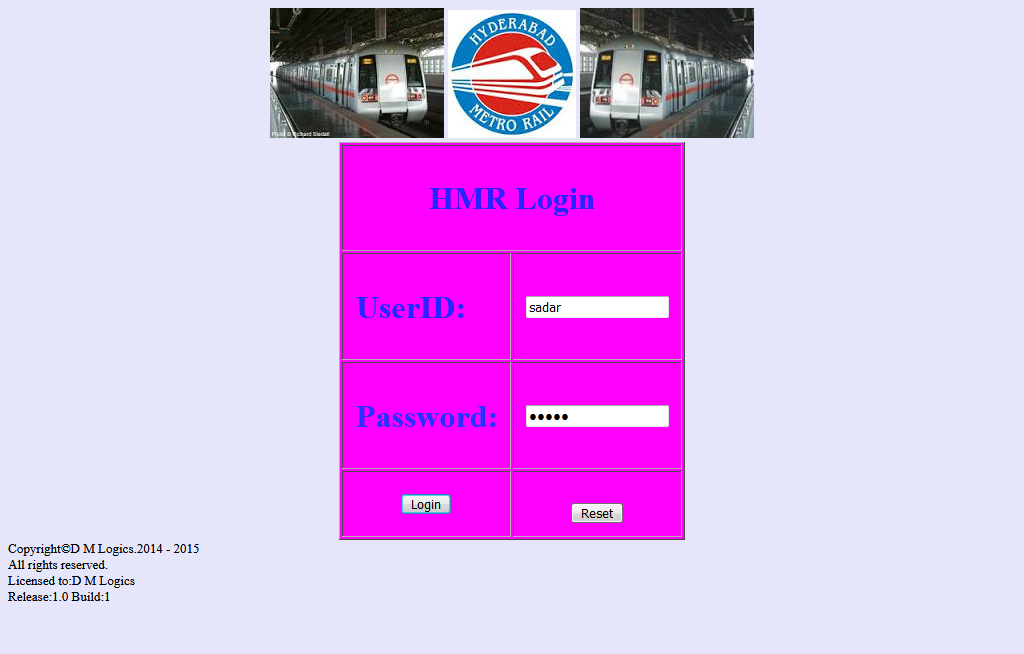 Photo © Richard Stedall
HYDERABAD
METRO RAIL
HMR Login
UserID:
sadar
Password:
•••••
Login
Reset
Copyright©D M Logics.2014 - 2015
All rights reserved.
Licensed to:D M Logics
Release:1.0 Build:1